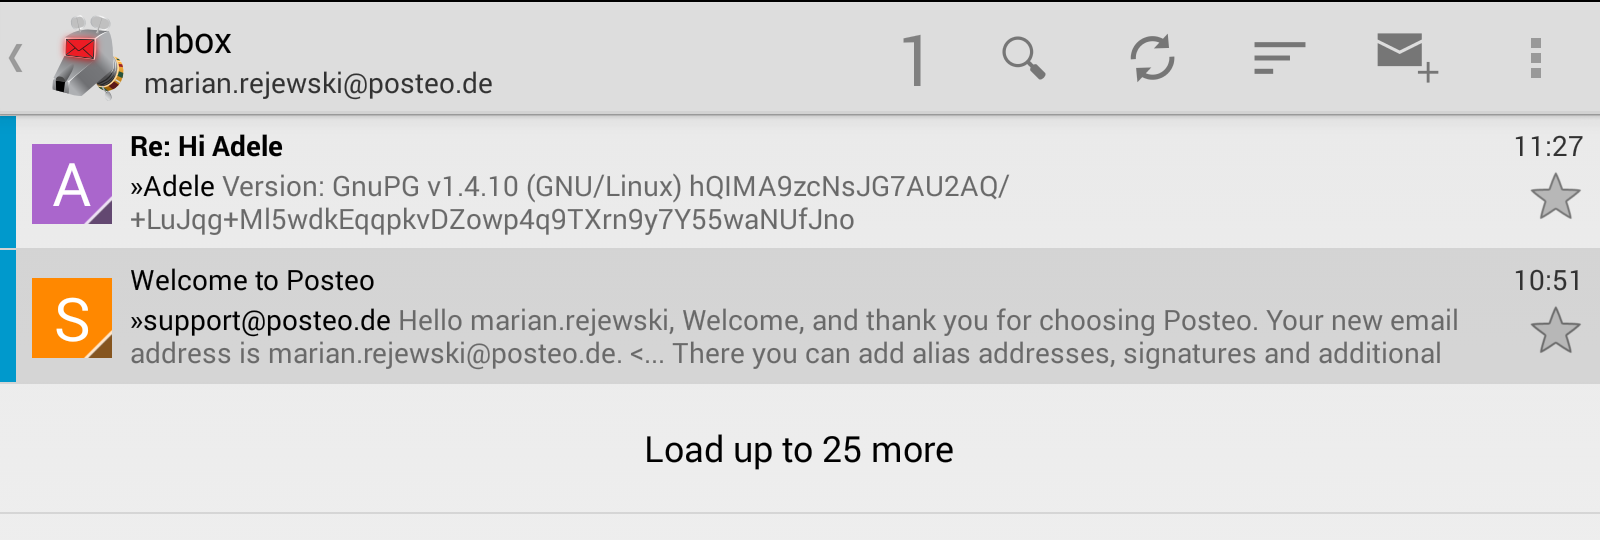 Inbox
marian.rejewski@posteo.de
1
Re: Hi Adele
11:27
A
»Adele Version: GnuPG v1.4.10 (GNU/Linux) hQIMA9zcNsJG7AU2AQ/
+LuJqg+Ml5wdkEqqpkvDZowp4q9TXrn9y7Y55waNUfJno
Welcome to Posteo
10:51
S
»support@posteo.de Hello marian.rejewski, Welcome, and thank you for choosing Posteo. Your new email
address is marian.rejewski@posteo.de. <... There you can add alias addresses, signatures and additional
Load up to 25 more